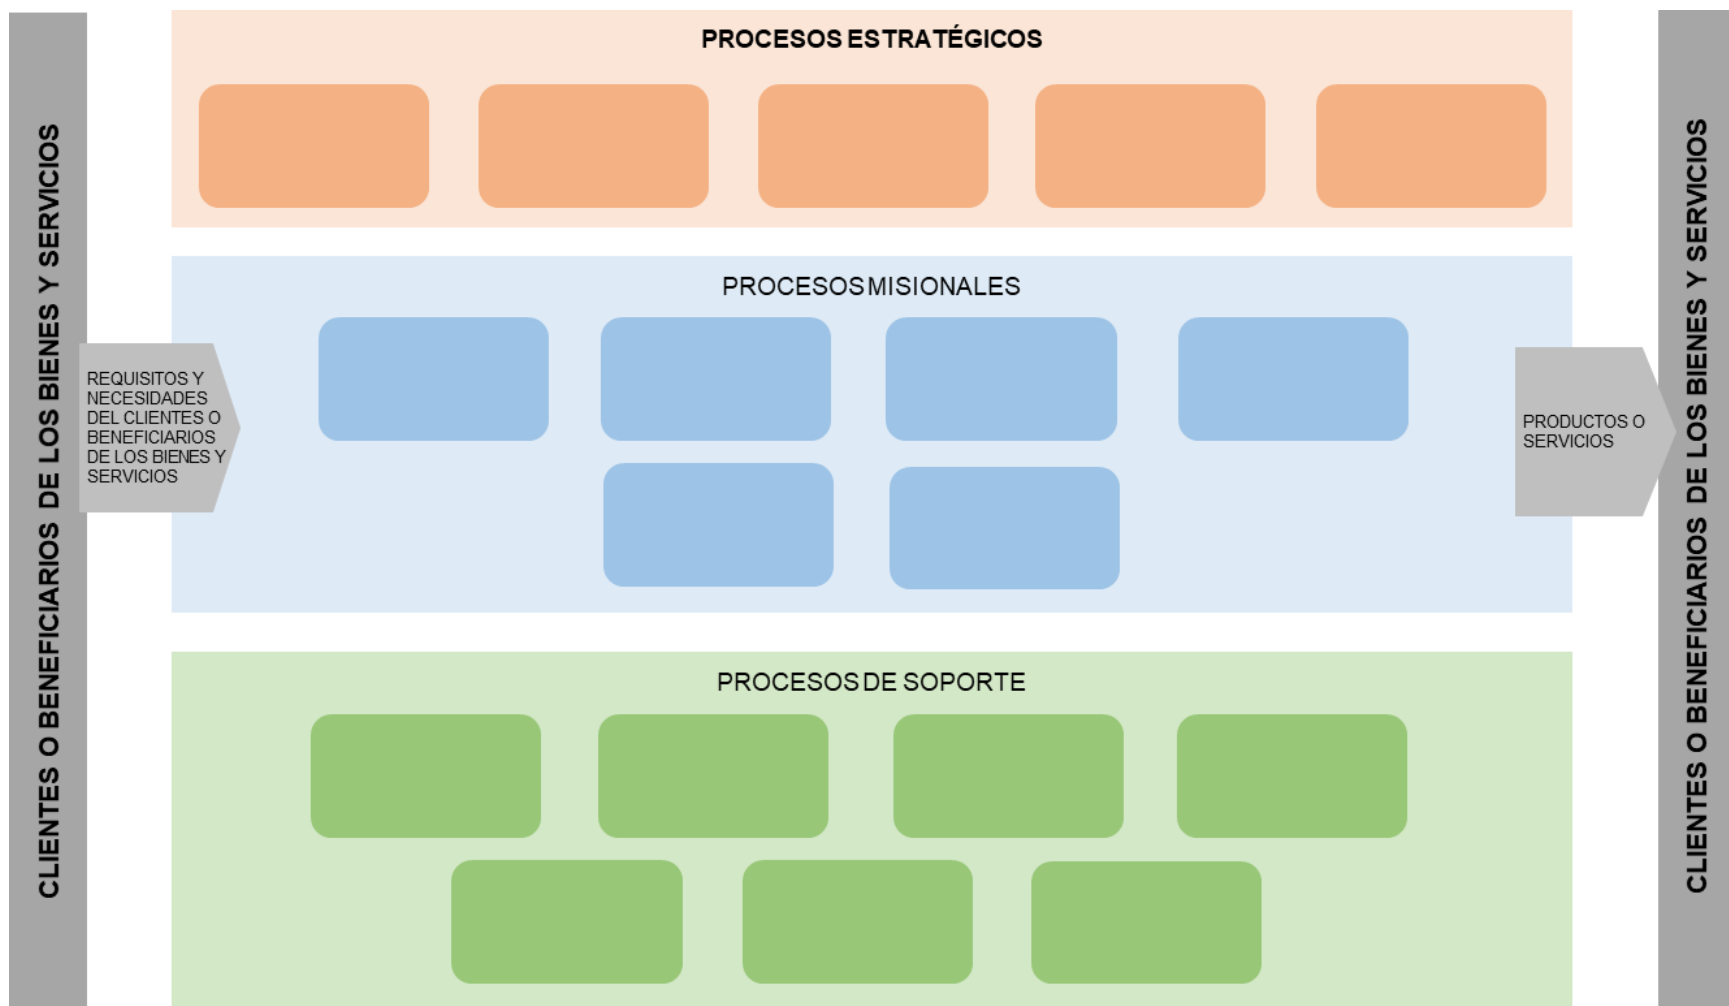 PROCESOS ESTRATÉGICOS
CLIENTES O BENEFICIARIOS DE LOS BIENES Y SERVICIOS
PROCESOS MISIONALES
REQUISITOS Y
NECESIDADES
DEL CLIENTES O
BENEFICIARIOS
DE LOS BIENES Y
SERVICIOS
PRODUCTOS O
SERVICIOS
PROCESOS DE SOPORTE
CLIENTES O BENEFICIARIOS DE LOS BIENES Y SERVICIOS